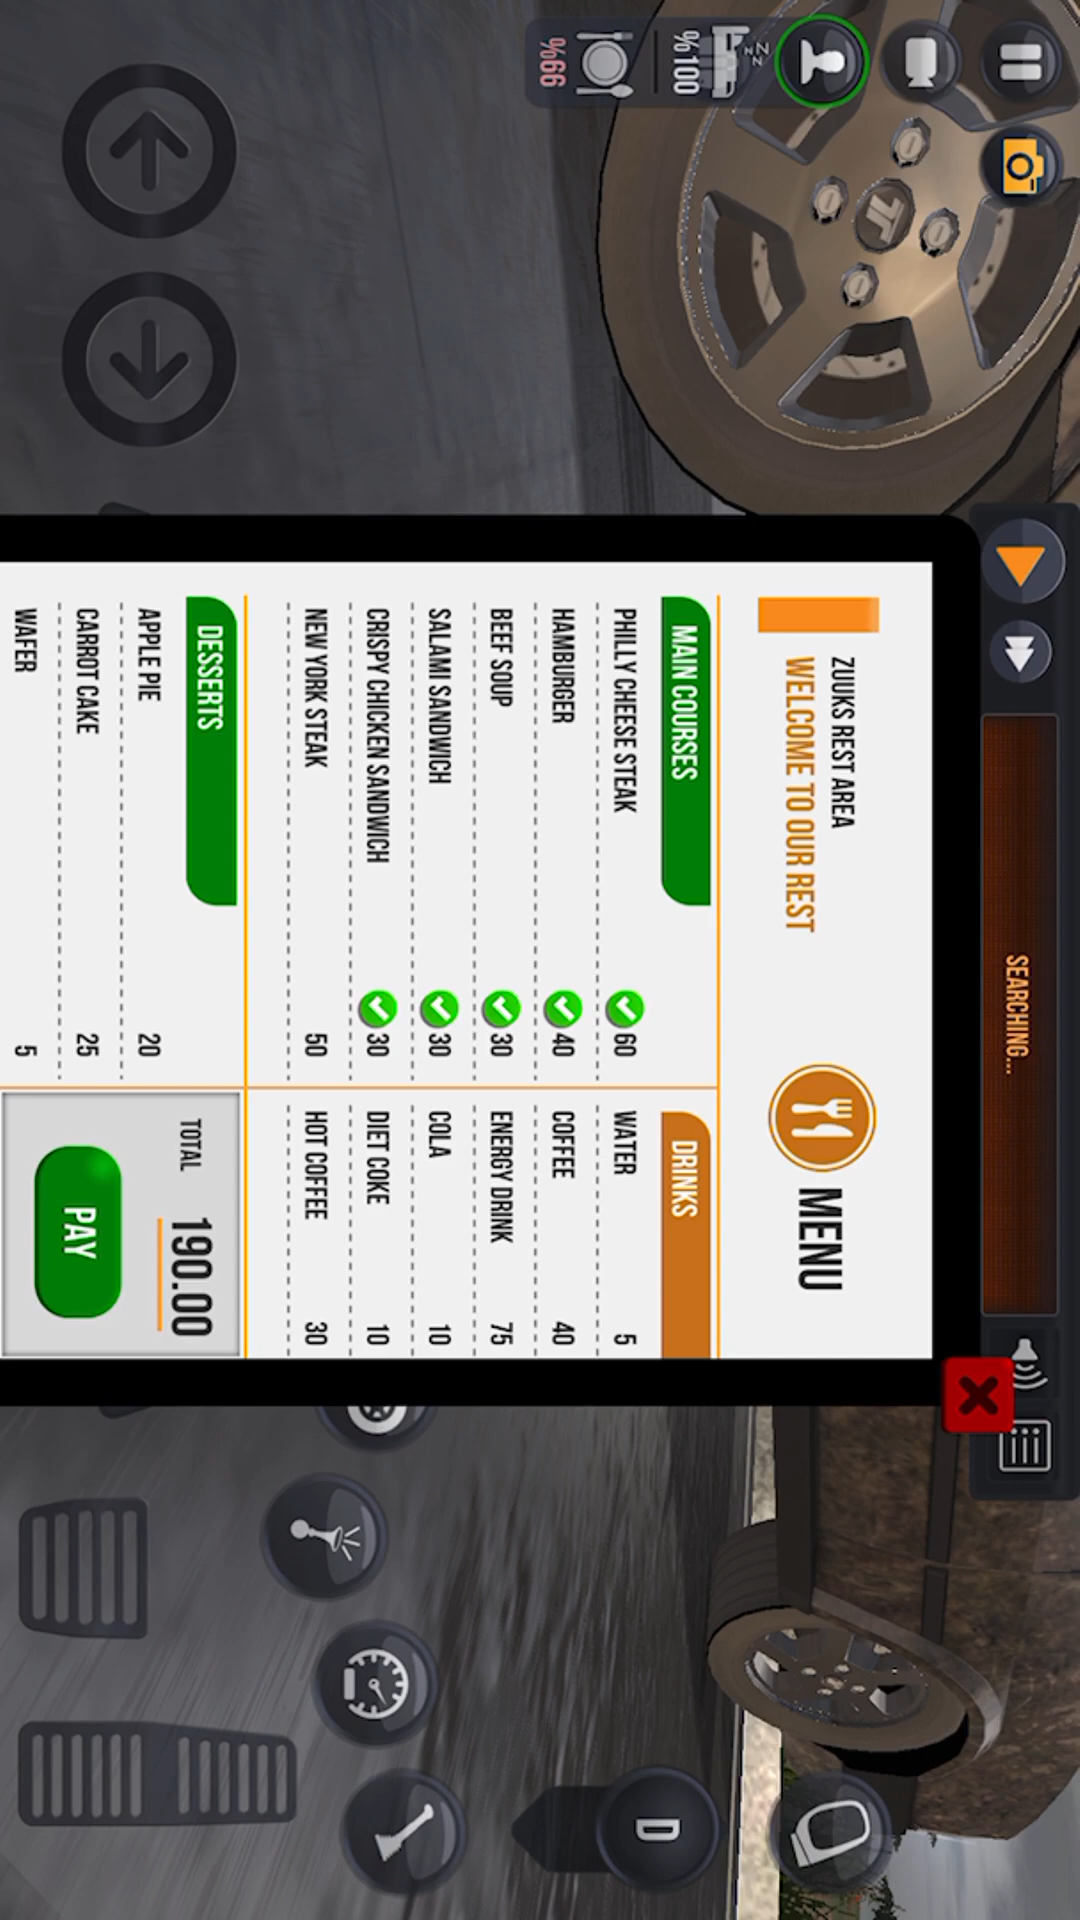 %100
%66
SEARCHING...
ZUUKS REST AREA
WELCOME TO OUR REST
MENU
MAIN COURSES
PHILLY CHEESE STEAK 60
HAMBURGER 40
BEEF SOUP 30
SALAMI SANDWICH 30
CRISPY CHICKEN SANDWICH 30
NEW YORK STEAK 50
DRINKS
WATER 5
COFFEE 40
ENERGY DRINK 75
COLA 10
DIET COKE 10
HOT COFFEE 30
DESSERTS
APPLE PIE 20
CARROT CAKE 25
WAFER 5
TOTAL 190.00
PAY
D